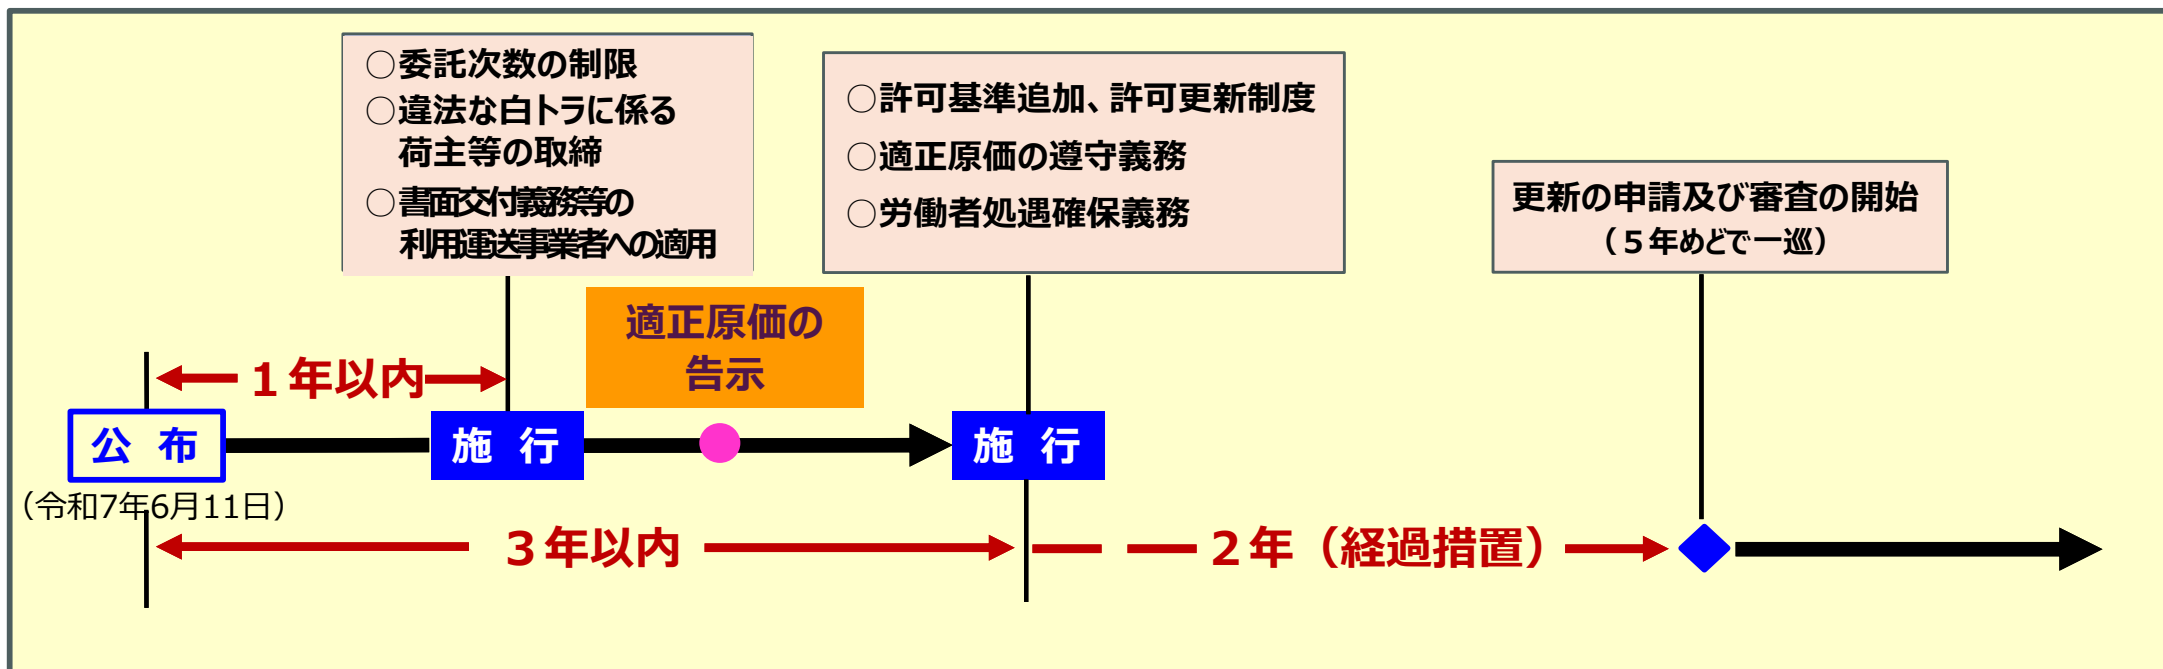 ○委託次数の制限
○違法な白トラに係る
荷主等の取締
○書面交付義務等の
利用運送事業者への適用
○許可基準追加、許可更新制度
○適正原価の遵守義務
○労働者処遇確保義務
更新の申請及び審査の開始
（５年めどで一巡）
適正原価の
告示
１年以内
公 布
施 行
施 行
（令和7年6月11日）
３年以内
２年（経過措置）